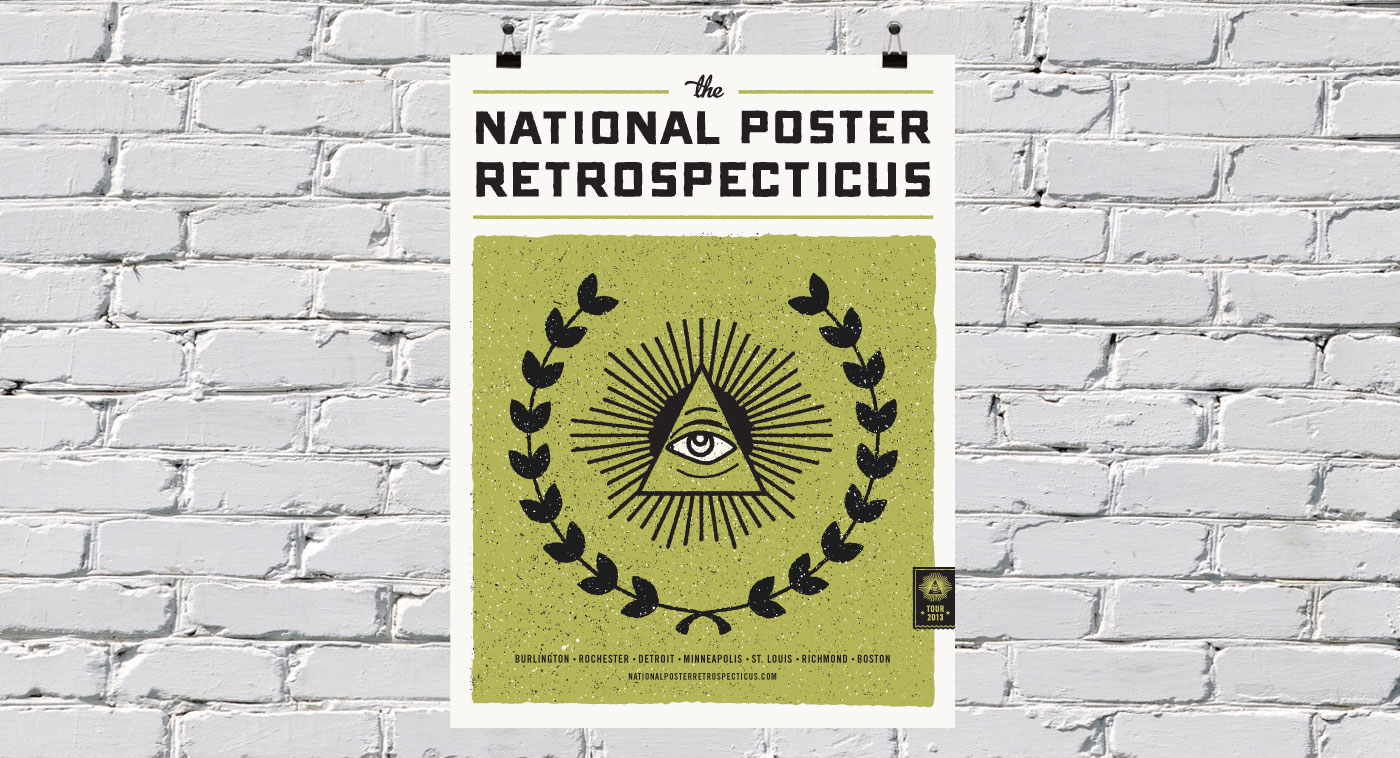 the
NATIONAL POSTER
RETROSPECTICUS
TOUR
2013
BURLINGTON • ROCHESTER • DETROIT • MINNEAPOLIS • ST. LOUIS • RICHMOND • BOSTON
NATIONALPOSTERRETROSPECTICUS.COM